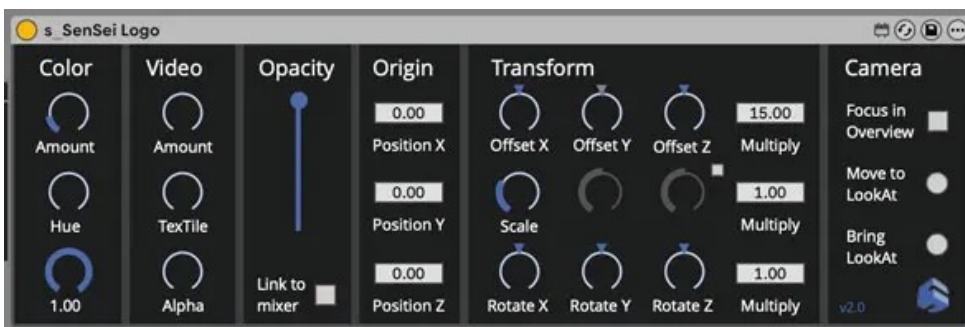 s_SenSei Logo
Color
Video
Opacity
Origin
Transform
Camera
Amount
Amount
0.00
Position X
Offset X
Offset Y
Offset Z
15.00
Multiply
Focus in
Overview
Hue
TexTile
0.00
Position Y
Scale
1.00
Multiply
Move to
LookAt
1.00
Alpha
Link to
mixer
0.00
Position Z
Rotate X
Rotate Y
Rotate Z
1.00
Multiply
Bring
LookAt
v2.0